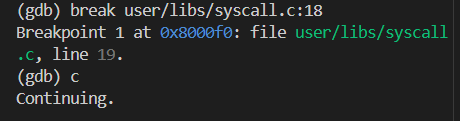 (gdb) break user/libs/syscall.c:18
Breakpoint 1 at 0x8000f0: file user/libs/syscall
.c, line 19.
(gdb) c
Continuing.